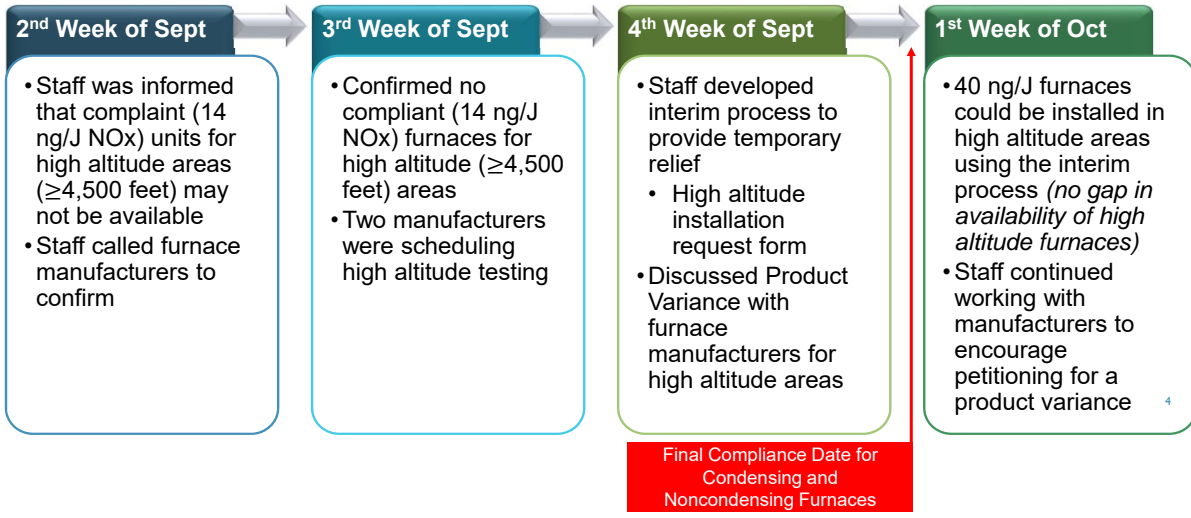 2nd Week of Sept
• Staff was informed
that complaint (14
ng/J NOx) units for
high altitude areas
(≥4,500 feet) may
not be available
• Staff called furnace
manufacturers to
confirm
3rd Week of Sept
• Confirmed no
compliant (14 ng/J
NOx) furnaces for
high altitude (≥4,500
feet) areas
• Two manufacturers
were scheduling
high altitude testing
4th Week of Sept
• Staff developed
interim process to
provide temporary
relief
• High altitude
installation
request form
• Discussed Product
Variance with
furnace
manufacturers for
high altitude areas
1st Week of Oct
• 40 ng/J furnaces
could be installed in
high altitude areas
using the interim
process (no gap in
availability of high
altitude furnaces)
• Staff continued
working with
manufacturers to
encourage
petitioning for a
product variance
4
Final Compliance Date for
Condensing and
Noncondensing Furnaces